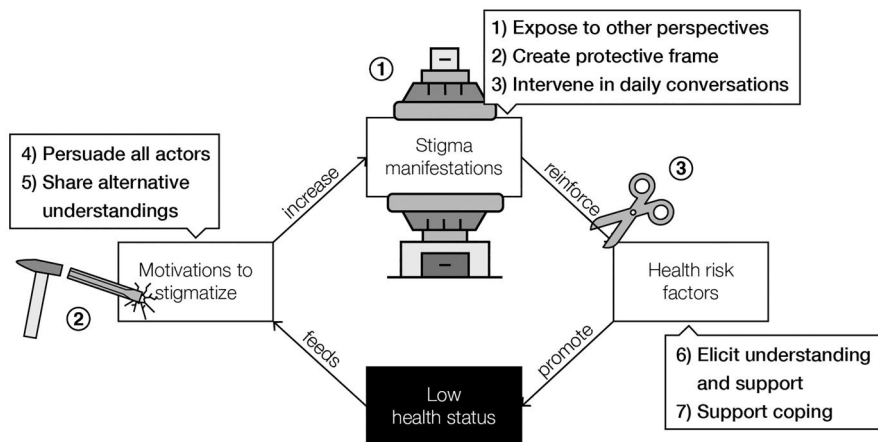 1) Expose to other perspectives
2) Create protective frame
3) Intervene in daily conversations
①
Stigma
manifestations
4) Persuade all actors
5) Share alternative
understandings
increase
reinforce
③
Motivations to
stigmatize
②
Health risk
factors
feeds
promote
Low
health status
6) Elicit understanding
and support
7) Support coping